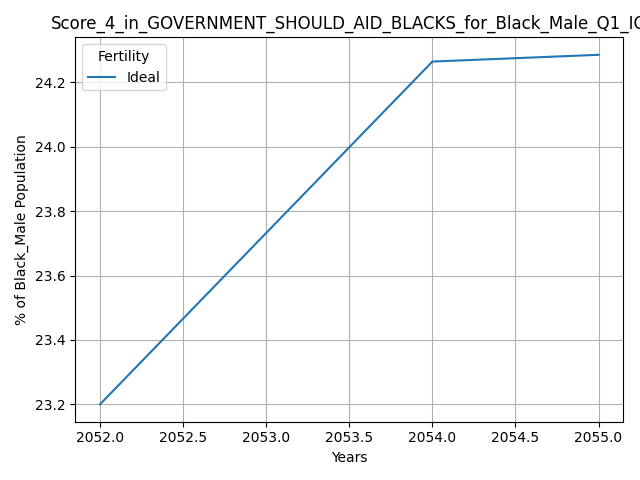 Score_4_in_GOVERNMENT_SHOULD_AID_BLACKS_for_Black_Male_Q1_IC
Fertility
Ideal
24.2
24.0
23.8
23.6
23.4
23.2
% of Black_Male Population
2052.0 2052.5 2053.0 2053.5 2054.0 2054.5 2055.0
Years